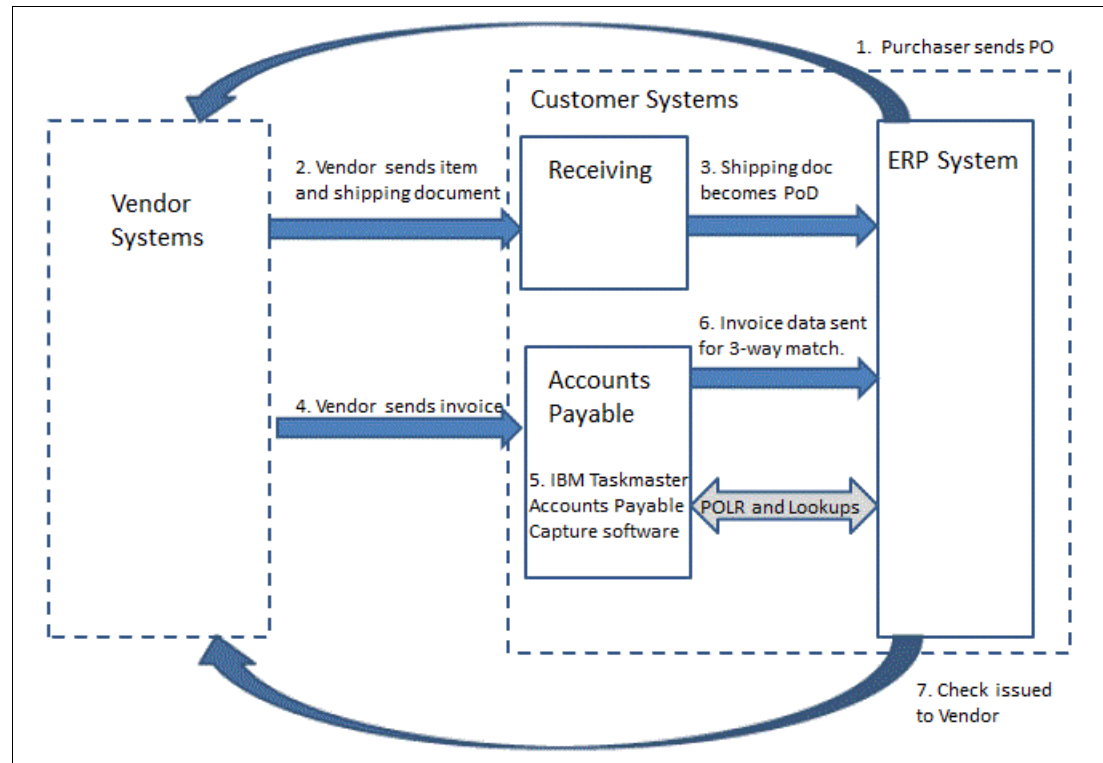 1. Purchaser sends PO
Customer Systems
Vendor
Systems
2. Vendor sends item
and shipping document
Receiving
3. Shipping doc
becomes PoD
ERP System
4. Vendor sends invoice
Accounts
Payable
5. IBM Taskmaster
Accounts Payable
Capture software
6. Invoice data sent
for 3-way match.
POLR and Lookups
7. Check issued
to Vendor